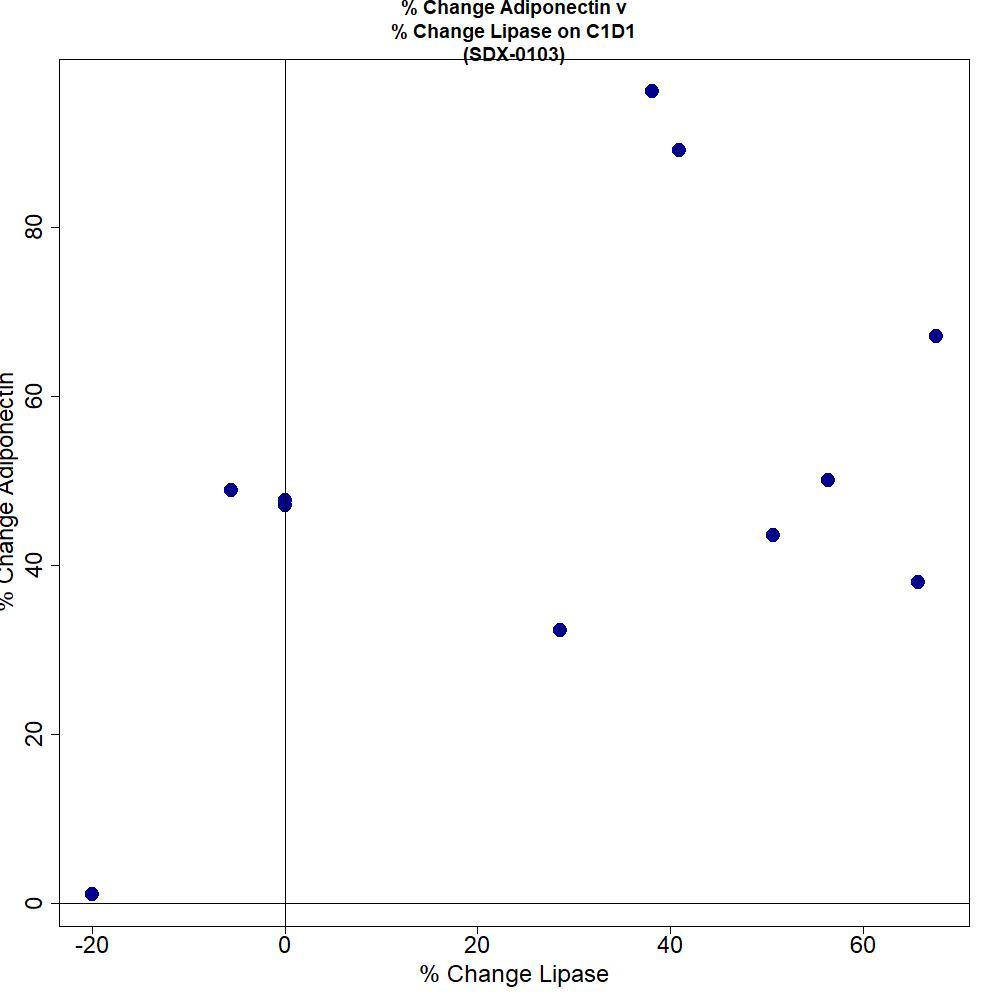 % Change Adiponectin v
% Change Lipase on C1D1
(SDX-0103)
% Change Adiponectin
80
60
40
20
0
-20 0 20 40 60
% Change Lipase